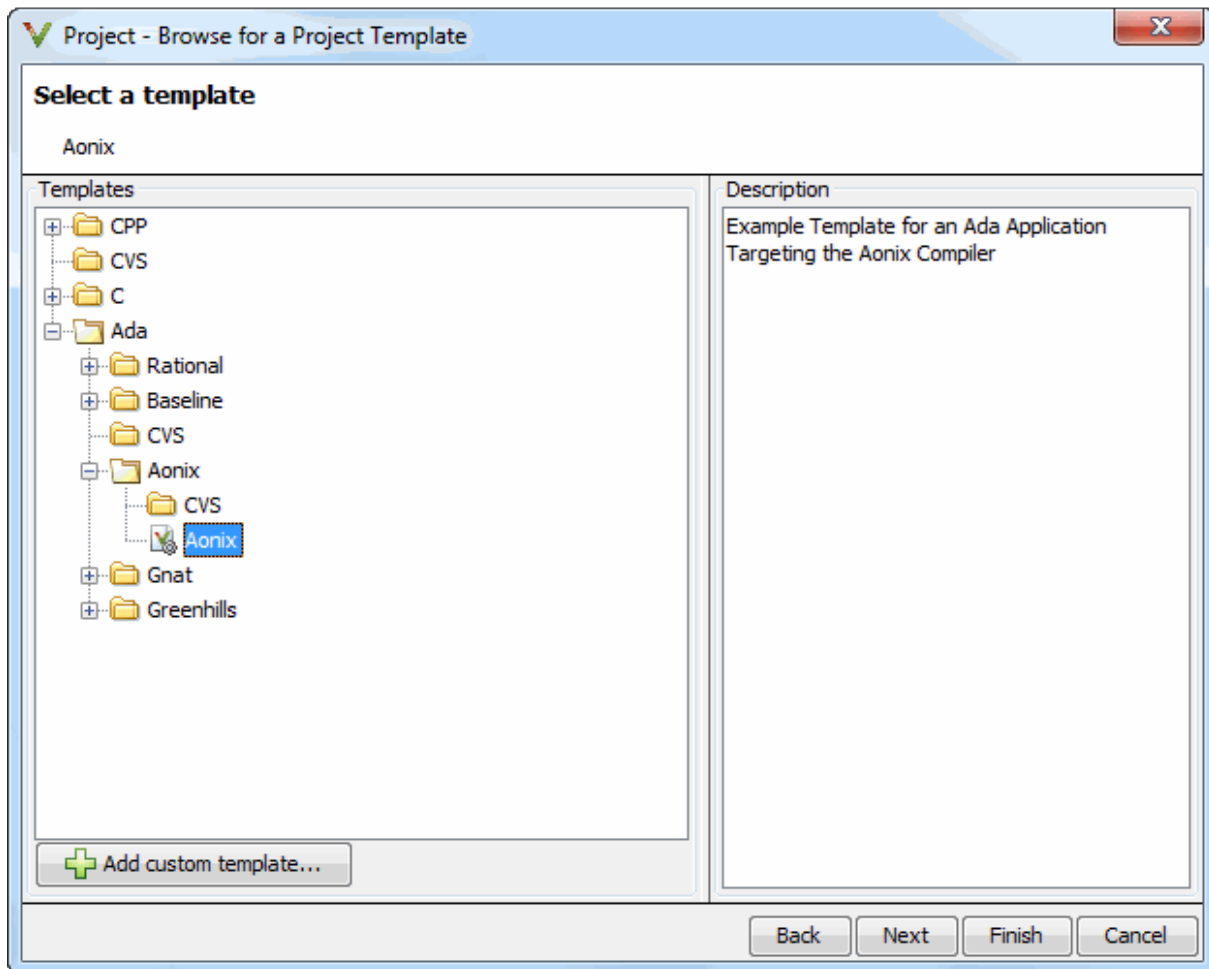 Project - Browse for a Project Template
Select a template
Aonix
Templates
CPP
CVS
C
Ada
Rational
Baseline
CVS
Aonix
CVS
Aonix
Gnat
Greenhills
Add custom template...
Description
Example Template for an Ada Application
Targeting the Aonix Compiler
Back
Next
Finish
Cancel